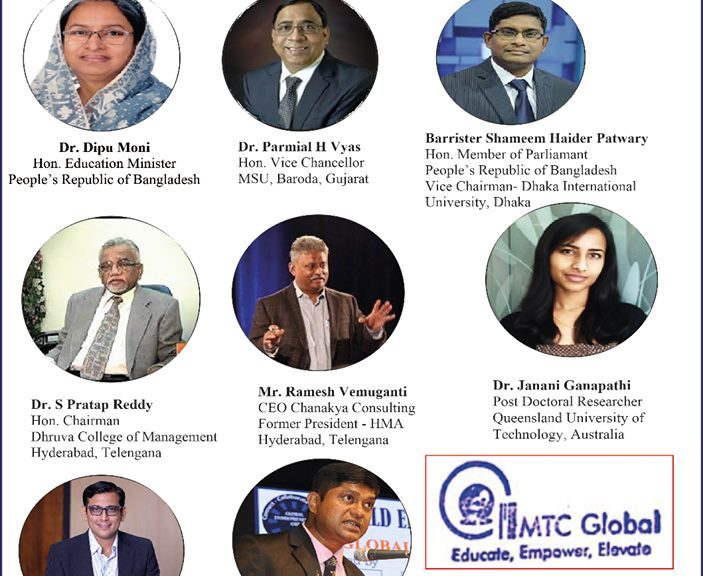 Dr. Dipu Moni
Hon. Education Minister
People's Republic of Bangladesh
Dr. Parmial H Vyas
Hon. Vice Chancellor
MSU, Baroda, Gujarat
Barrister Shameem Haider Patwary
Hon. Member of Parliamant
People's Republic of Bangladesh
Vice Chairman- Dhaka International
University, Dhaka
Dr. S Pratap Reddy
Hon. Chairman
Dhruva College of Management
Hyderabad, Telengana
Mr. Ramesh Vemuganti
CEO Chanakya Consulting
Former President - HMA
Hyderabad, Telengana
Dr. Janani Ganapathi
Post Doctoral Researcher
Queensland University of
Technology, Australia
GLOBAL
MTC Global
Educate, Empower, Elevate